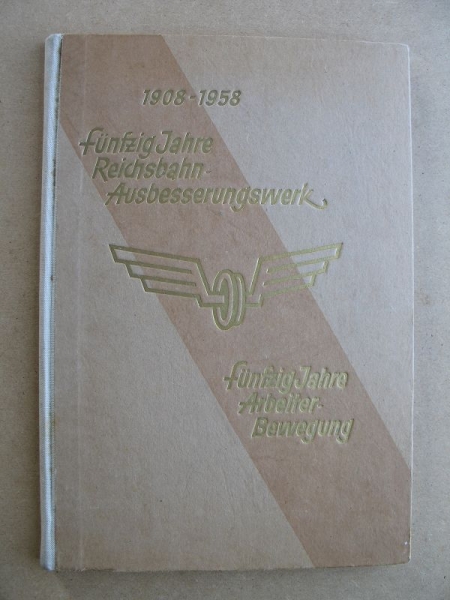 1908-1958
fünfzig Jahre
Reichsbahn-
Ausbesserungswerk
fünfzig Jahre
Arbeiter-
Bewegung